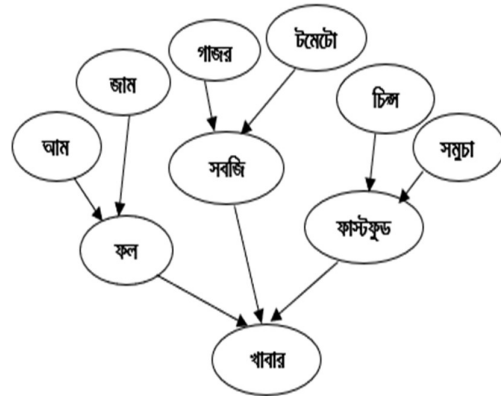 গাজর
টমেটো
জাম
চিপ্স
আম
সমুচা
সবজি
ফল
ফাস্টফুড
খাবার